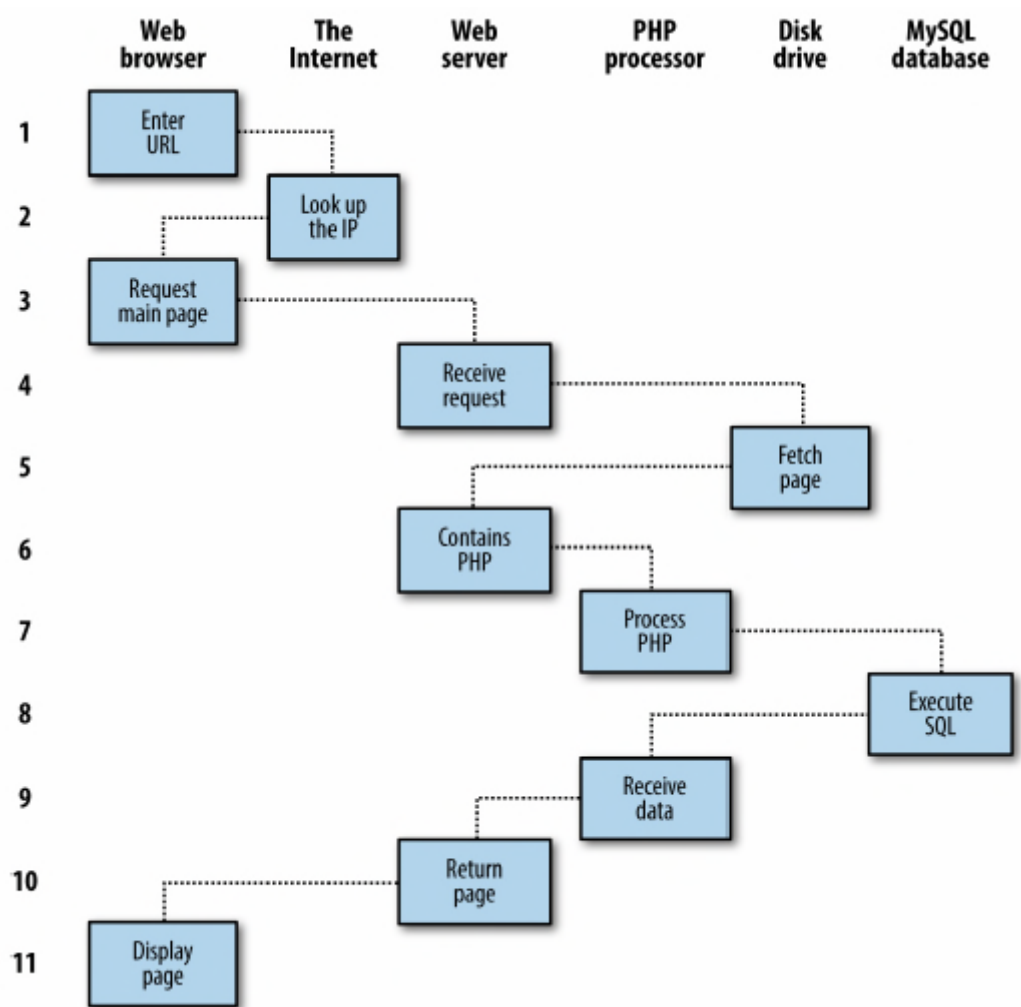 Web The Web PHP Disk MySQL
browser Internet server processor drive database
1
Enter
URL
2
Look up
the IP
3
Request
main page
4
Receive
request
5
Fetch
page
6
Contains
PHP
7
Process
PHP
8
Execute
SQL
9
Receive
data
10
Return
page
11
Display
page